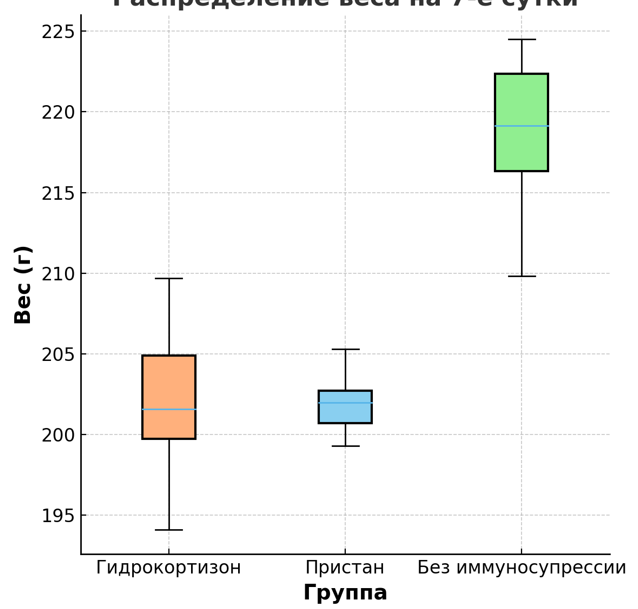 Распределение веса на 7-е сутки
225
220
215
210
205
200
195
Вес (г)
Гидрокортизон Пристан Без иммуносупрессии
Группа